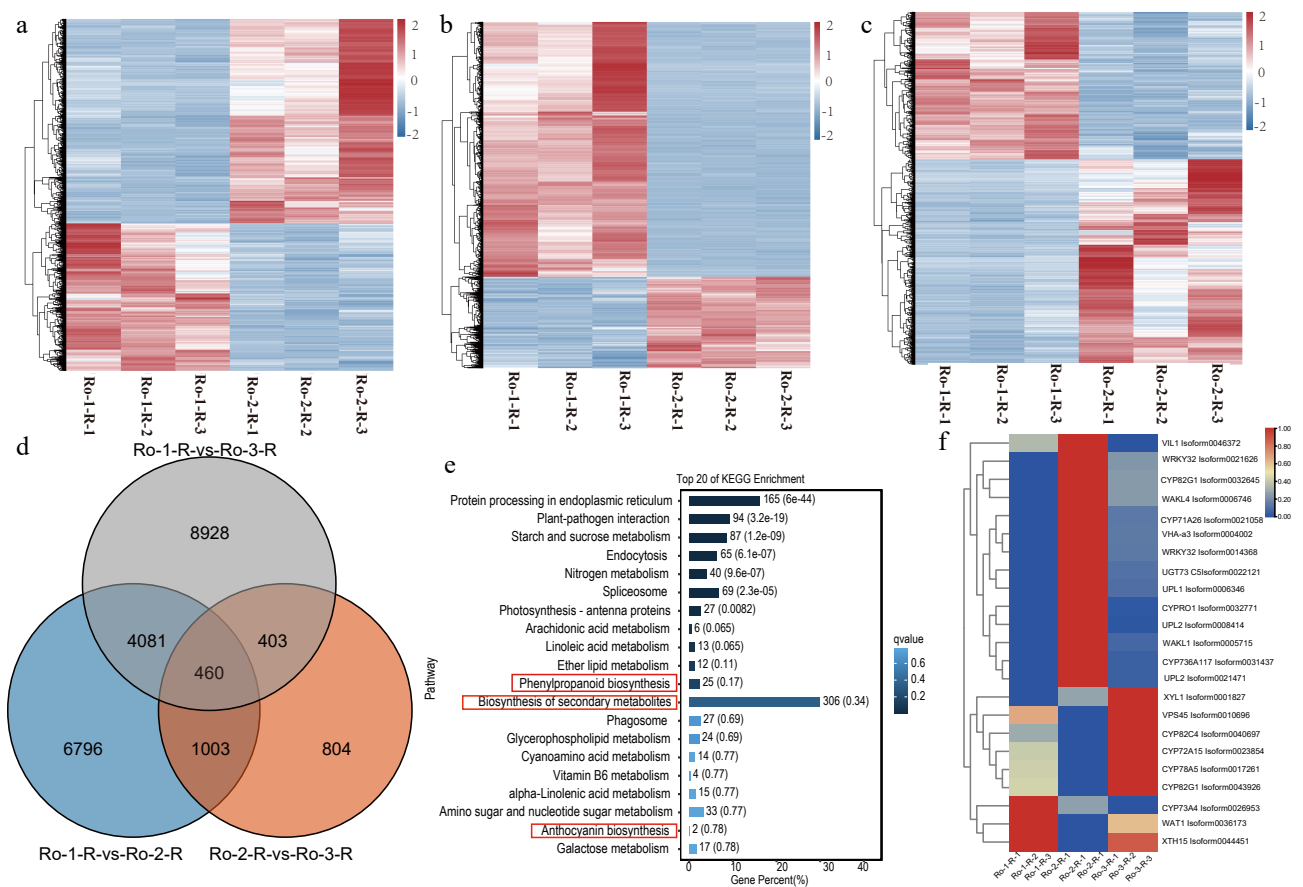 a
2
1
0
-1
-2
Ro-1-R-1
Ro-1-R-2
Ro-1-R-3
Ro-2-R-1
Ro-2-R-2
Ro-2-R-3
b
2
1
0
-1
-2
Ro-1-R-1
Ro-1-R-2
Ro-1-R-3
Ro-2-R-1
Ro-2-R-2
Ro-2-R-3
c
2
1
0
-1
-2
Ro-1-R-1
Ro-1-R-2
Ro-1-R-3
Ro-2-R-1
Ro-2-R-2
Ro-2-R-3
d
Ro-1-R-vs-Ro-3-R
8928
4081
403
460
6796
1003
804
Ro-1-R-vs-Ro-2-R
Ro-2-R-vs-Ro-3-R
e
Top 20 of KEGG Enrichment
Pathway
Protein processing in endoplasmic reticulum 165 (6e-44)
Plant-pathogen interaction 94 (3.2e-19)
Starch and sucrose metabolism 87 (1.2e-09)
Endocytosis 65 (6.1e-07)
Nitrogen metabolism 40 (9.6e-07)
Spliceosome 69 (2.3e-05)
Photosynthesis - antenna proteins 27 (0.0082)
Arachidonic acid metabolism 6 (0.065)
Linoleic acid metabolism 13 (0.065)
Ether lipid metabolism 12 (0.11)
Phenylpropanoid biosynthesis 25 (0.17)
Biosynthesis of secondary metabolites 306 (0.34)
Phagosome 27 (0.69)
Glycerophospholipid metabolism 24 (0.69)
Cyanoamino acid metabolism 14 (0.77)
Vitamin B6 metabolism 4 (0.77)
alpha-Linolenic acid metabolism 15 (0.77)
Amino sugar and nucleotide sugar metabolism 33 (0.77)
Anthocyanin biosynthesis 2 (0.78)
Galactose metabolism 17 (0.78)
0 10 20 30 40
Gene Percent(%)
qvalue
0.6
0.4
0.2
f
1.00
0.80
0.60
0.40
0.20
0.00
VIL1 Isoform0046372
WRKY32 Isoform0021626
CYP82G1 Isoform0032645
WAKL4 Isoform0006746
CYP71A26 Isoform0021058
VHA-a3 Isoform0004002
WRKY32 Isoform0014368
UGT73 C5Isoform0022121
UPL1 Isoform0006346
CYPRO1 Isoform0032771
UPL2 Isoform0008414
WAKL1 Isoform0005715
CYP736A117 Isoform0031437
UPL2 Isoform0021471
XYL1 Isoform0001827
VPS45 Isoform0010696
CYP82C4 Isoform0040697
CYP72A15 Isoform0023854
CYP78A5 Isoform0017261
CYP82G1 Isoform0043926
CYP73A4 Isoform0026953
WAT1 Isoform0036173
XTH15 Isoform0044451
Ro-1-R-1
Ro-1-R-2
Ro-1-R-3
Ro-2-R-1
Ro-2-R-1
Ro-2-R-1
Ro-3-R-1
Ro-3-R-2
Ro-3-R-3